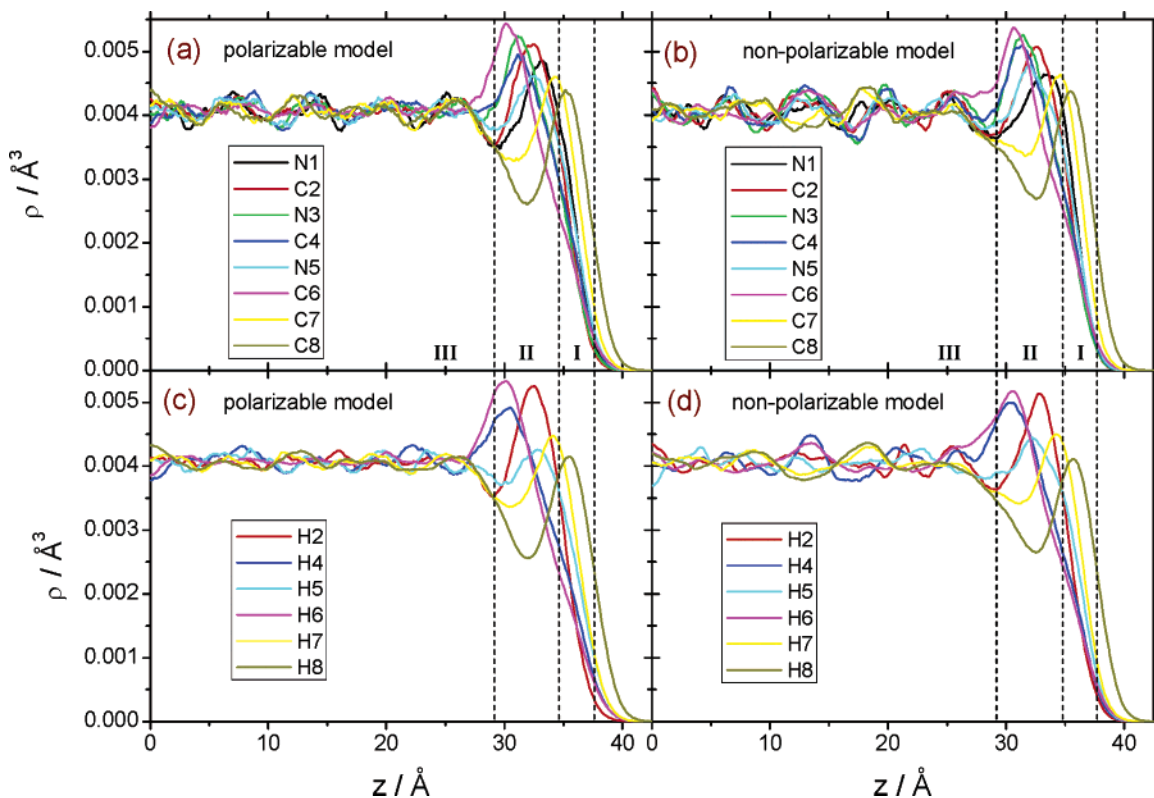 (a) polarizable model
(b) non-polarizable model
0.005
0.004
0.003
0.002
0.001
0.000
ρ / Å³
N1
C2
N3
C4
N5
C6
C7
C8
III II I
N1
C2
N3
C4
N5
C6
C7
C8
III II I
(c) polarizable model
(d) non-polarizable model
0.005
0.004
0.003
0.002
0.001
0.000
ρ / Å³
H2
H4
H5
H6
H7
H8
H2
H4
H5
H6
H7
H8
0 10 20 30 40
0 10 20 30 40
z / Å
z / Å